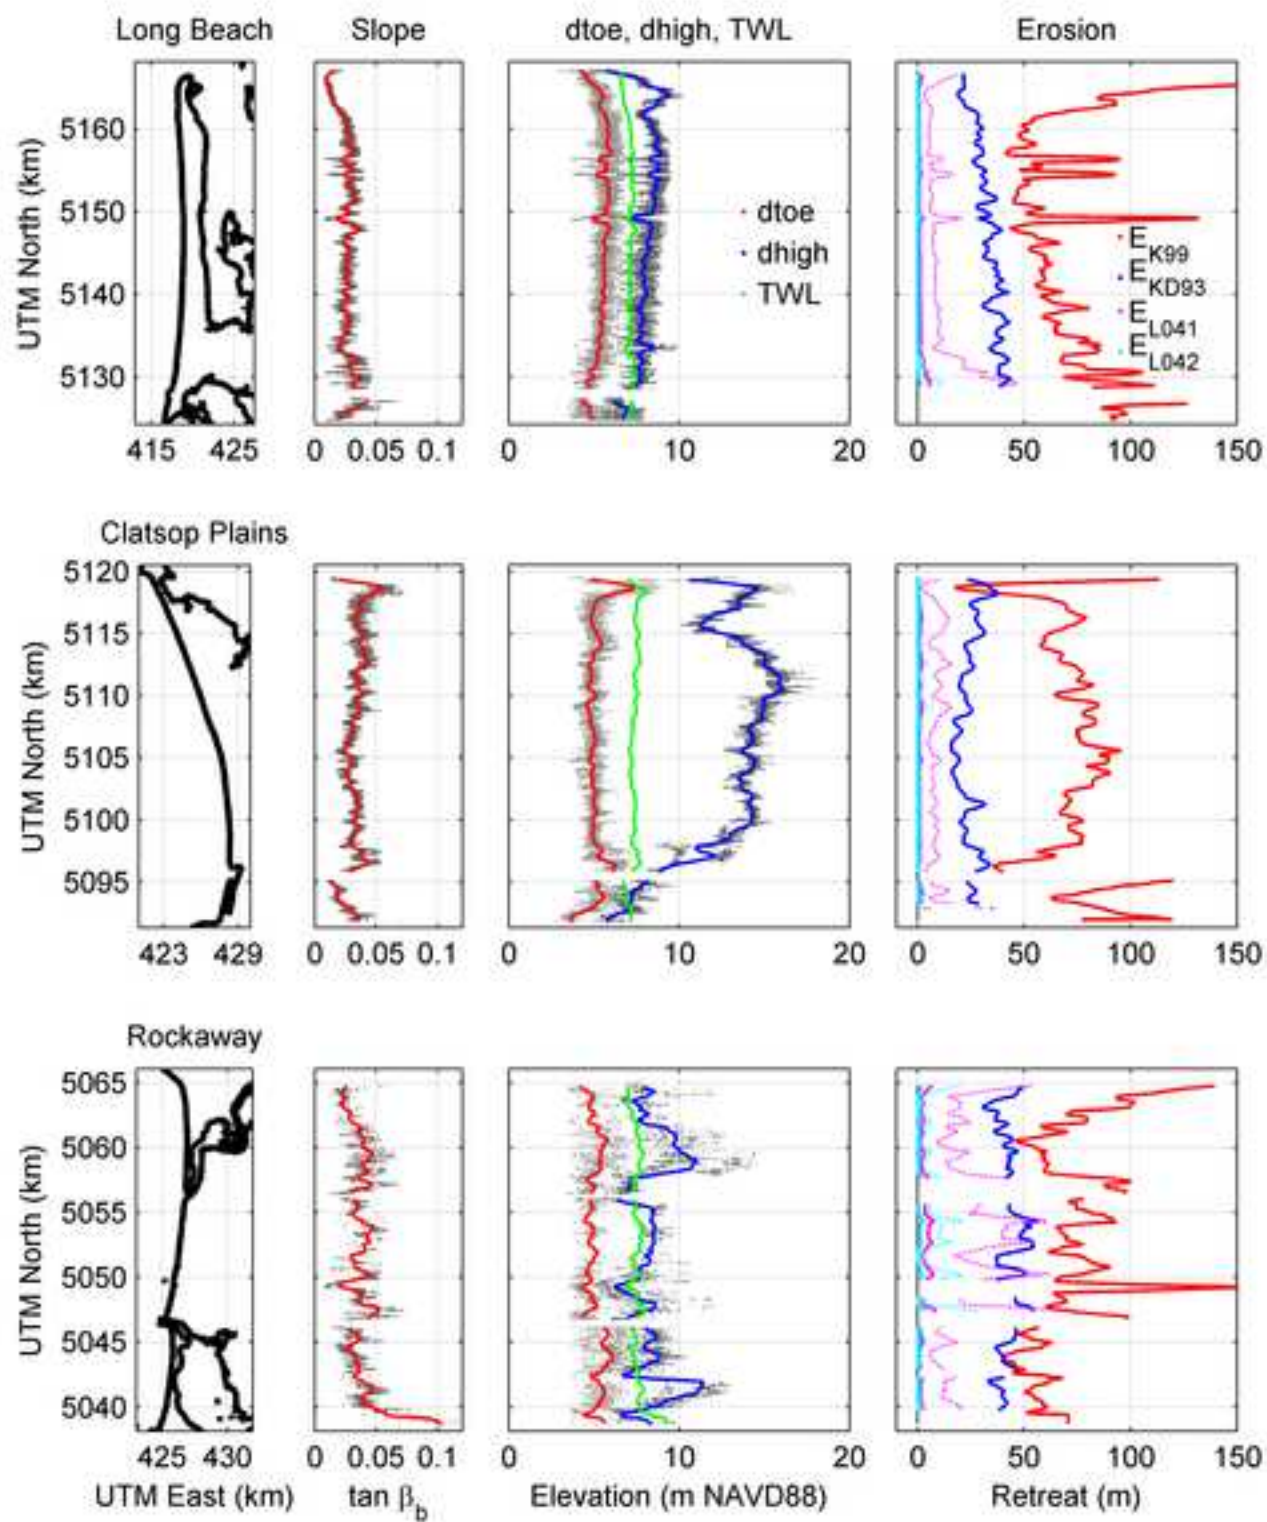 Long Beach Slope dtoe, dhigh, TWL Erosion
UTM North (km)
5160
5150
5140
5130
dtoe
dhigh
TWL
E K99
E KD93
E L041
E L042
415 425 0 0.05 0.1 0 10 20 0 50 100 150
Clatsop Plains
UTM North (km)
5120
5115
5110
5105
5100
5095
423 429 0 0.05 0.1 0 10 20 0 50 100 150
Rockaway
UTM North (km)
5065
5060
5055
5050
5045
5040
425 430 0 0.05 0.1 0 10 20 0 50 100 150
UTM East (km) tan βb Elevation (m NAVD88) Retreat (m)